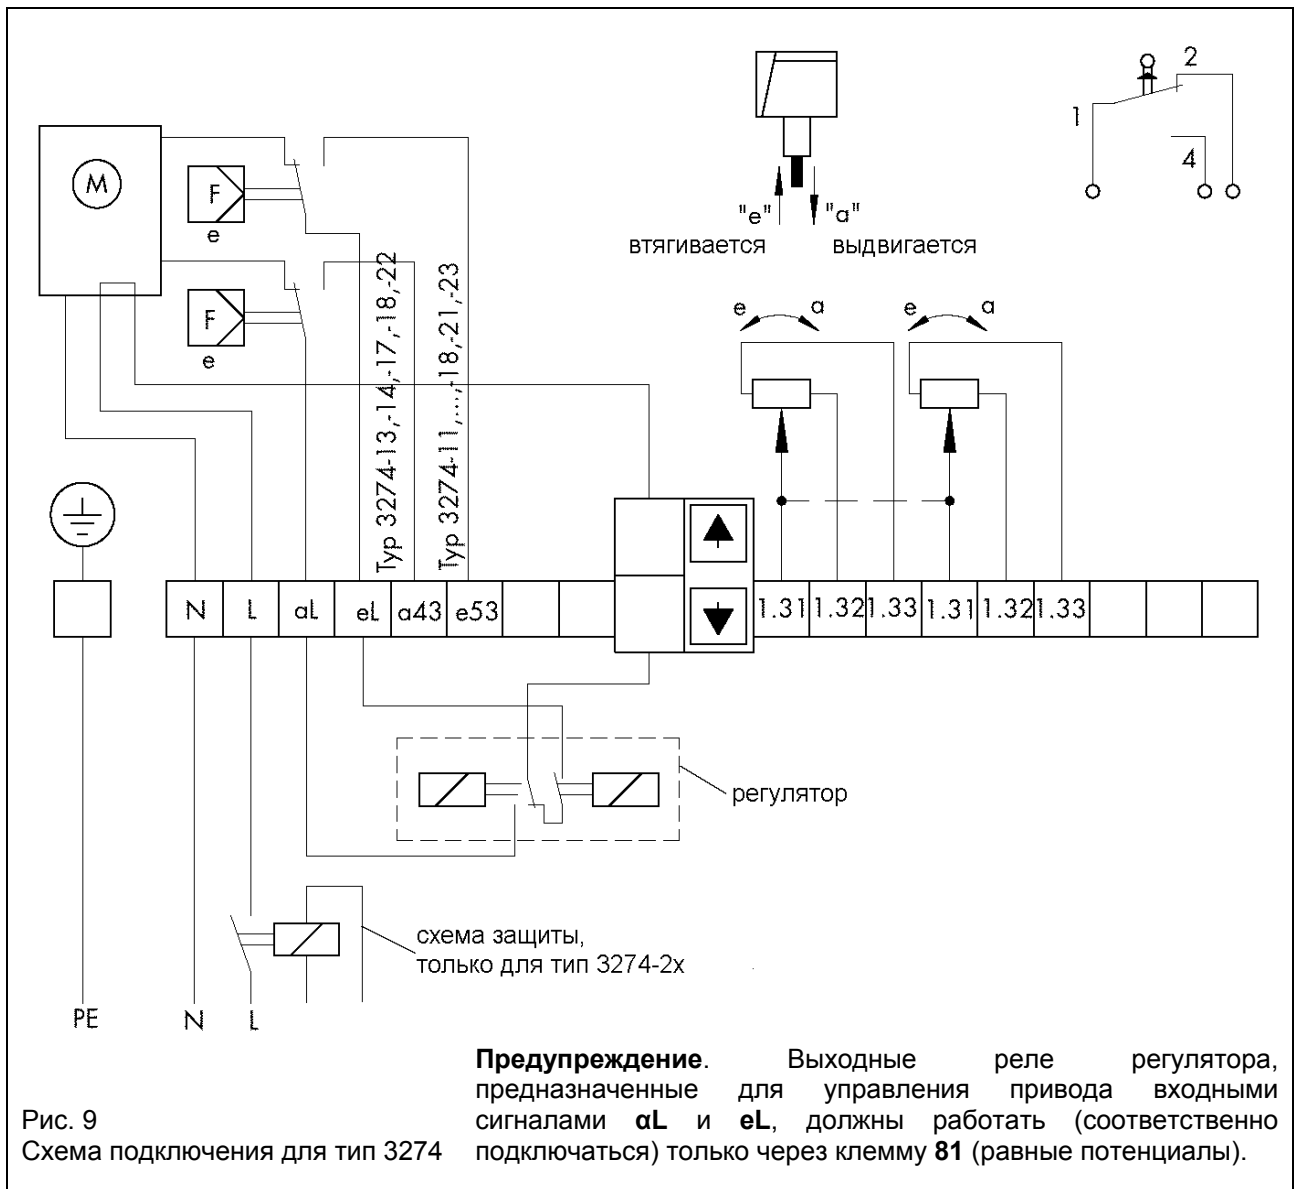 2
1
4
M
F
e
F
e
"e" "a"
втягивается выдвигается
e a e a
Typ 3274-13,-14,-17,-18,-22
Typ 3274-11,...,-18,-21,-23
N L aL eL a43 e53 1.31 1.32 1.33 1.31 1.32 1.33
регулятор
схема защиты,
только для тип 3274-2x
PE N L
Предупреждение. Выходные реле регулятора,
предназначенные для управления привода входными
сигналами αL и eL, должны работать (соответственно
подключаться) только через клемму 81 (равные потенциалы).
Рис. 9
Схема подключения для тип 3274